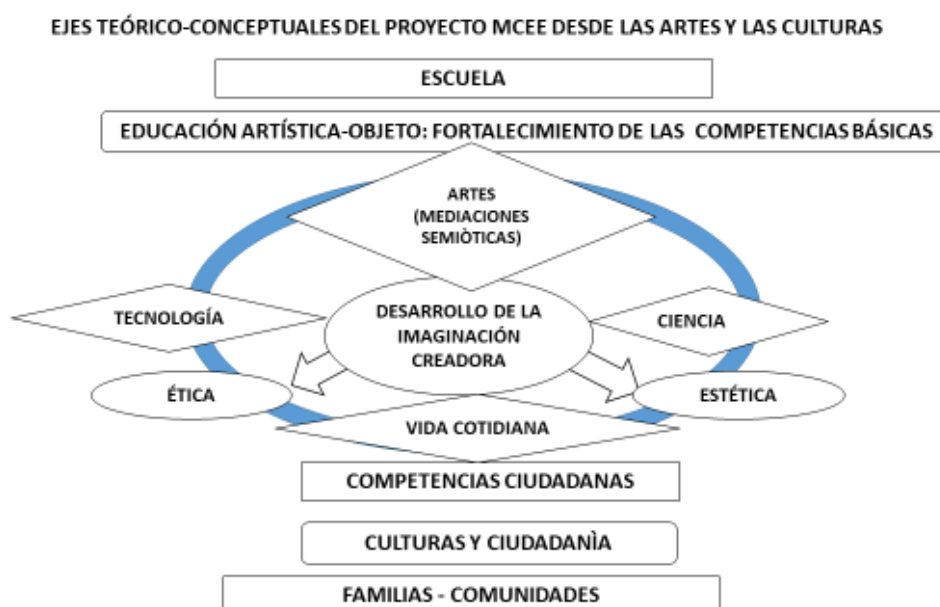 EJES TEÓRICO-CONCEPTUALES DEL PROYECTO MCEE DESDE LAS ARTES Y LAS CULTURAS
ESCUELA
EDUCACIÓN ARTÍSTICA-OBJETO: FORTALECIMIENTO DE LAS COMPETENCIAS BÁSICAS
ARTES
(MEDIACIONES
SEMIÒTICAS)
TECNOLOGÍA
DESARROLLO DE LA
IMAGINACIÓN
CREADORA
CIENCIA
ÉTICA
ESTÉTICA
VIDA COTIDIANA
COMPETENCIAS CIUDADANAS
CULTURAS Y CIUDADANÌA
FAMILIAS - COMUNIDADES